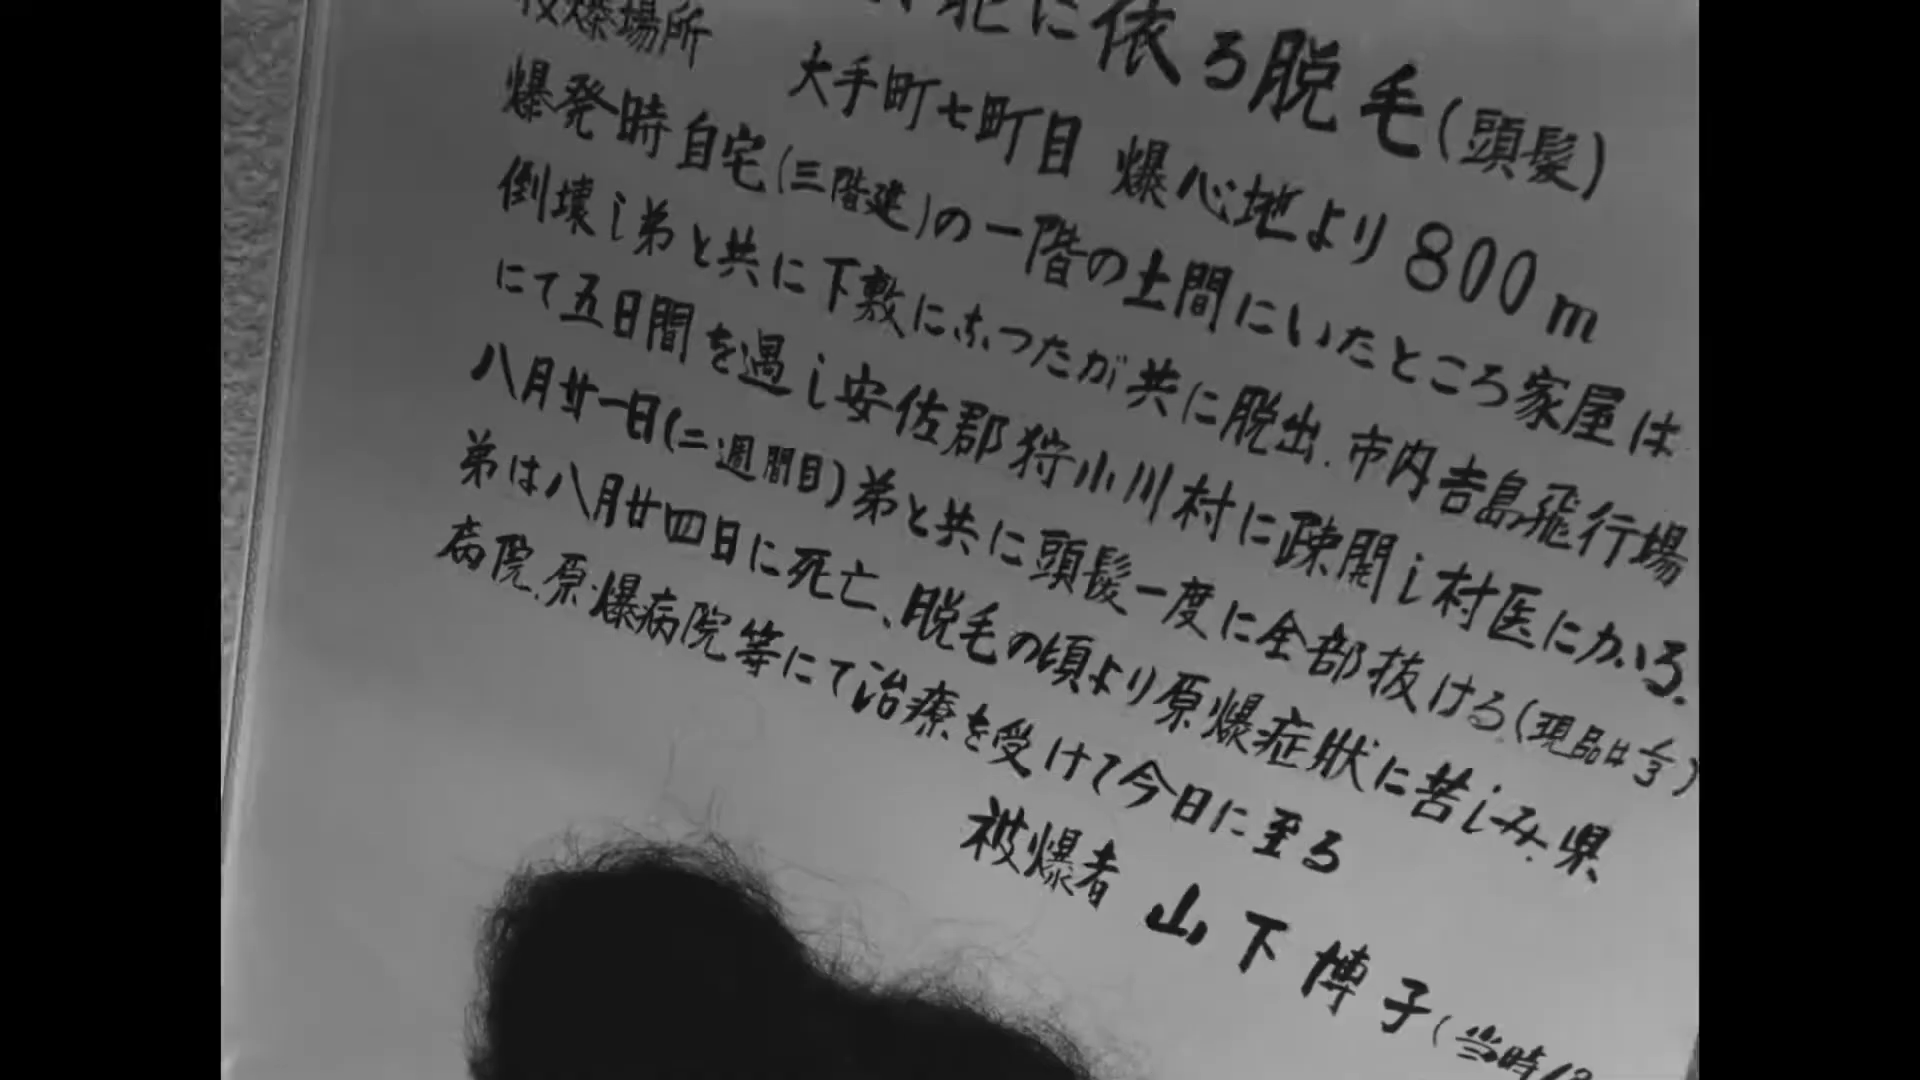 に依る脱毛(頭髪)
被爆場所 大手町七町目 爆心地より800m
爆発時自宅(三階建)の一階の土間にいたところ家屋は
倒壊し弟と共に下敷になつたが共に脱出.市内吉島飛行場
にて五日間を過し安佐郡狩小川村に疎開し村医にかゝる.
八月廿一日(二週間目)弟と共に頭髪一度に全部抜ける(現品は1/3)
弟は八月廿四日に死亡、脱毛の頃より原爆症状に苦しみ、県
病院.原爆病院等にて治療を受けて今日に至る
被爆者 山下博子(当時